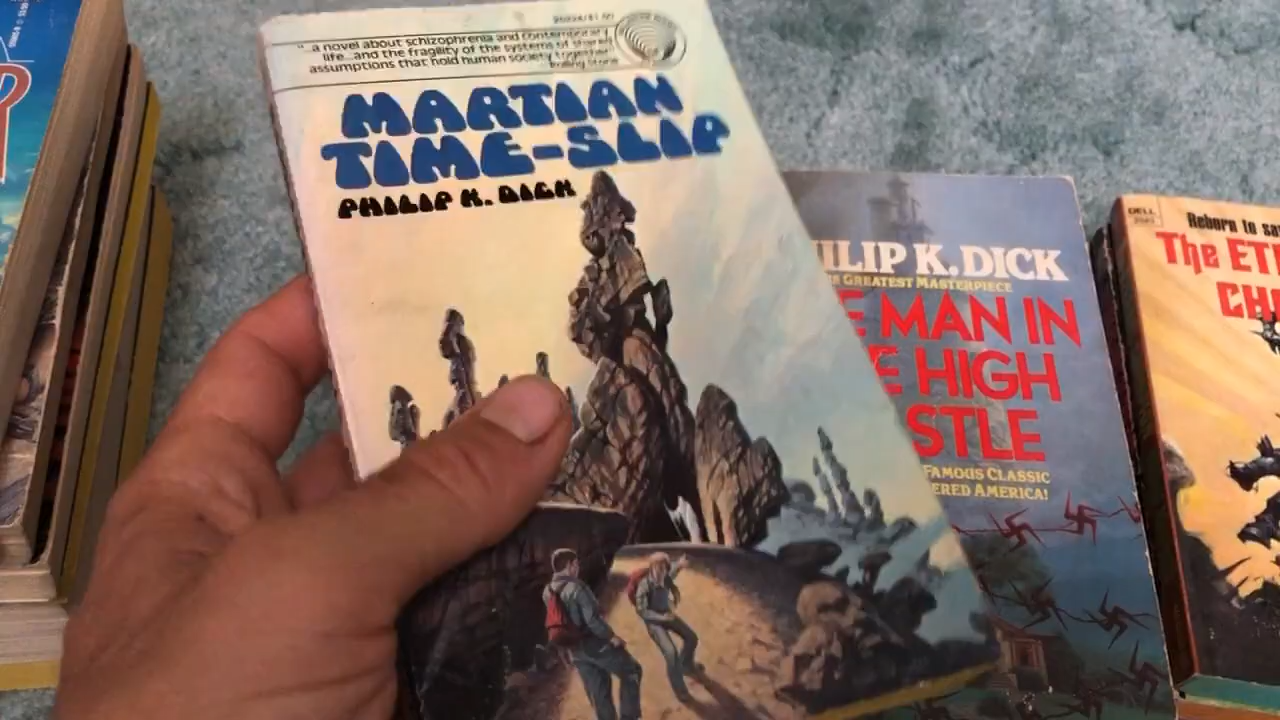 "...a novel about schizophrenia and contemporary
life...and the fragility of the systems of shared
assumptions that hold human society together
Rolling Stone
MARTIAN
TIME-SLIP
PHILIP K. DICK
ILIP K. DICK
GREATEST MASTERPIECE
E MAN IN
E HIGH
STLE
FAMOUS CLASSIC
ERED AMERICA!
DELL
Reborn to sa
The ET
CH